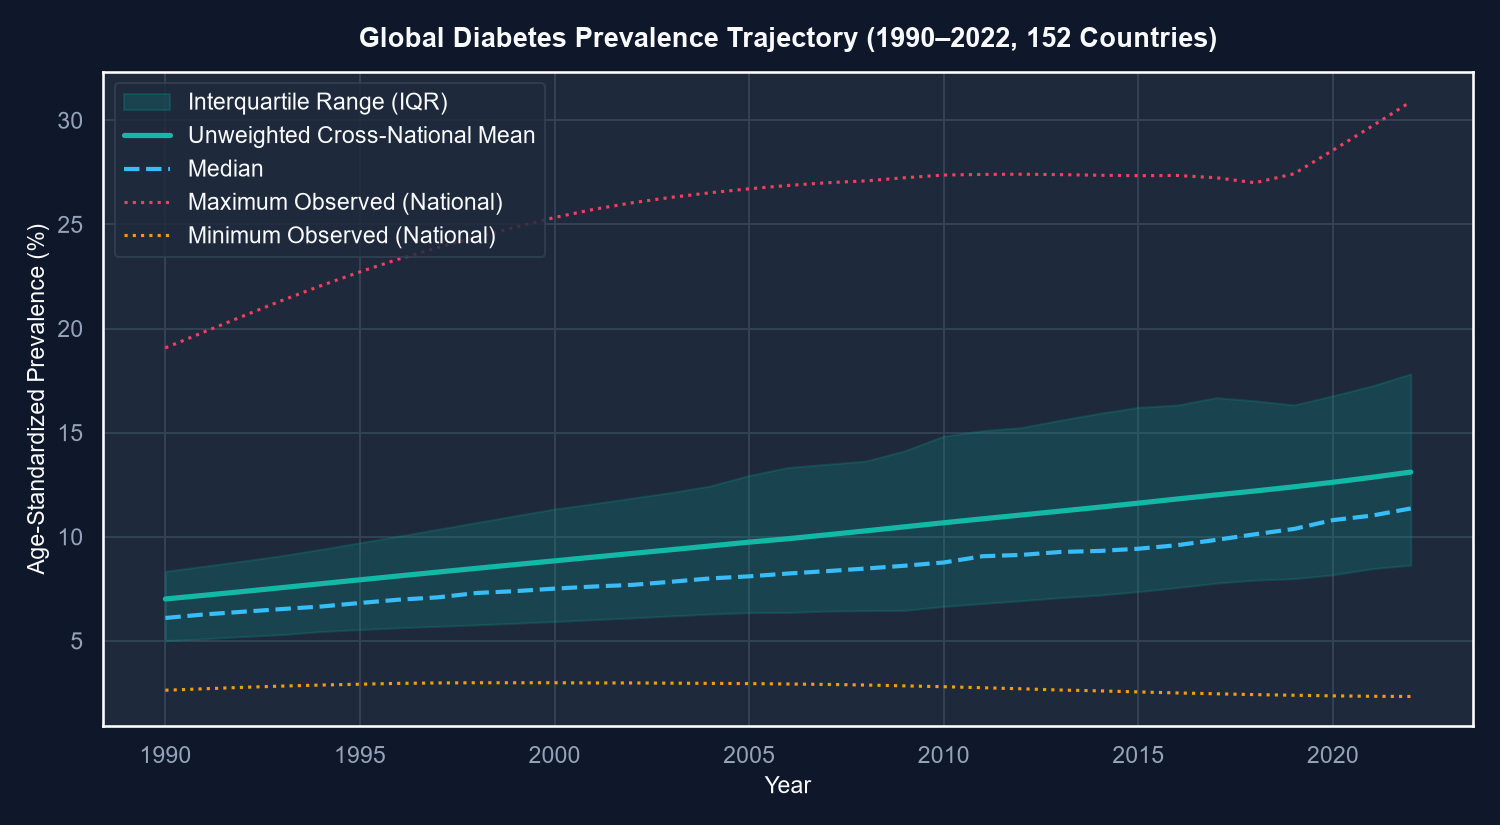 Global Diabetes Prevalence Trajectory (1990–2022, 152 Countries)
Interquartile Range (IQR)
Unweighted Cross-National Mean
Median
Maximum Observed (National)
Minimum Observed (National)
Age-Standardized Prevalence (%)
30
25
20
15
10
5
1990 1995 2000 2005 2010 2015 2020
Year